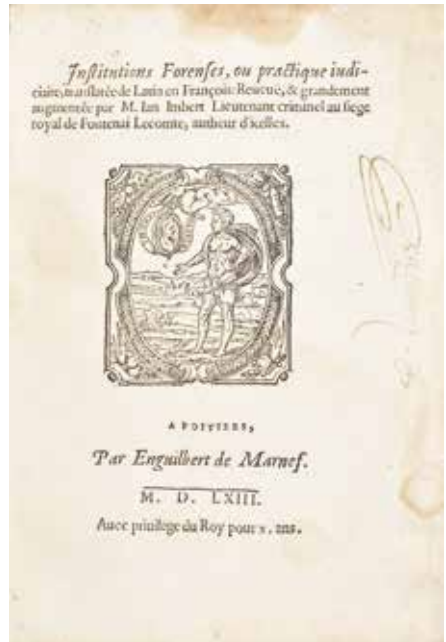 Institutions Forenses, ou practique iudi-
ciaire, translatée de Latin en François: Reueuë, & grandement
augmentée par M. Ian Imbert Lieutenant criminel au siege
royal de Fontenai Lecomte, autheur d'icelles.
A POITIERS,
Par Enguilbert de Marnef.
M. D. LXIII.
Auec priuilege du Roy pour x. ans.